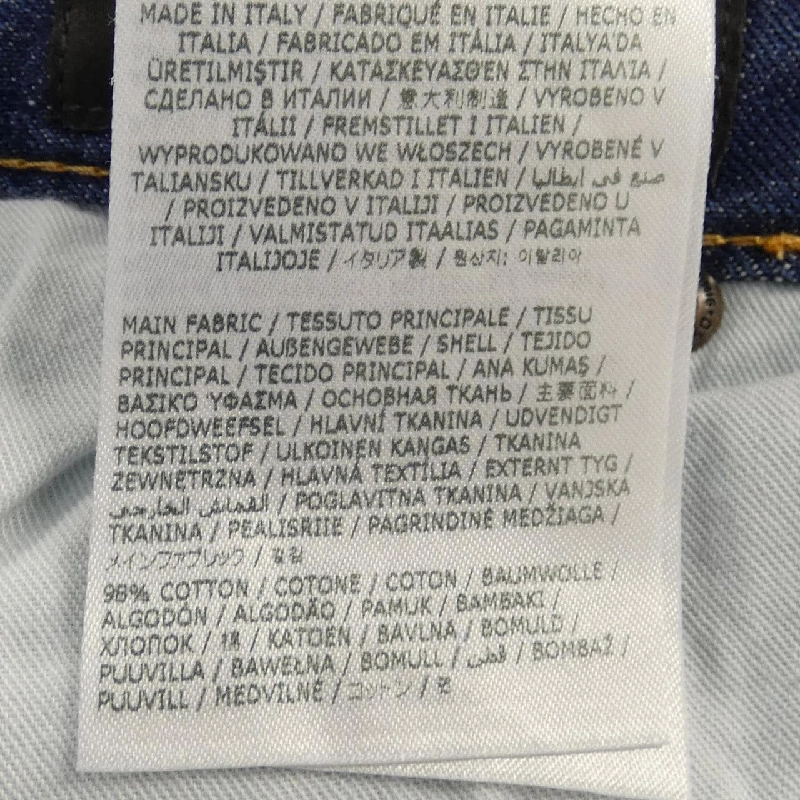 MADE IN ITALY / FABRIQUÉ EN ITALIE / HECHO EN
ITALIA / FABRICADO EM ITÁLIA / ITALYA'DA
ÜRETILMIŞTIR / ΚΑΤΑΣΚΕΥΑΣΘΕΝ ΣΤΗΝ ΙΤΑΛΙΑ /
СДЕЛАНО В ИТАЛИИ / 意大利制造 / VYROBENO V
ITÁLII / FREMSTILLET I ITALIEN /
WYPRODUKOWANO WE WŁOSZECH / VYROBENÉ V
TALIANSKU / TILLVERKAD I ITALIEN / صنع في ايطاليا
/ PROIZVEDENO V ITALIJI / PROIZVEDENO U
ITALIJI / VALMISTATUD ITAALIAS / PAGAMINTA
ITALIJOJE / イタリア製 / 원산지: 이탈리아
MAIN FABRIC / TESSUTO PRINCIPALE / TISSU
PRINCIPAL / AUßENGEWEBE / SHELL / TEJIDO
PRINCIPAL / TECIDO PRINCIPAL / ANA KUMAŞ /
ΒΑΣΙΚΟ ΎΦΑΣΜΑ / ОСНОВНАЯ ТКАНЬ / 主要面料 /
HOOFDWEEFSEL / HLAVNÍ TKANINA / UDVENDIGT
TEKSTILSTOF / ULKOINEN KANGAS / TKANINA
ZEWNĘTRZNA / HLAVNÁ TEXTÍLIA / EXTERNT TYG /
القماش الخارجي / POGLAVITNA TKANINA / VANJSKA
TKANINA / PEALISRIIE / PAGRINDINĖ MEDŽIAGA /
メインファブリック / 겉감
98% COTTON / COTONE / COTON / BAUMWOLLE /
ALGODÓN / ALGODÃO / PAMUK / ΒΑΜΒΑΚΙ /
ХЛОПОК / 棉 / KATOEN / BAVLNA / BOMULD /
PUUVILLA / BAWEŁNA / BOMULL / قطن / BOMBAŽ /
PUUVILL / MEDVILNĖ / コットン / 면